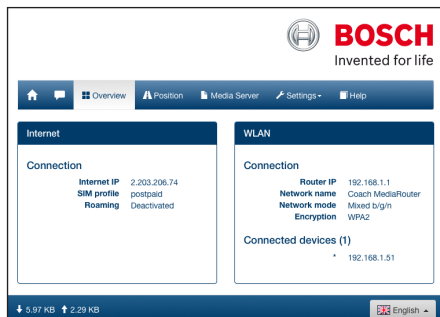 BOSCH
Invented for life
Overview Position Media Server Settings Help
Internet
Connection
Internet IP 2.203.206.74
SIM profile postpaid
Roaming Deactivated
WLAN
Connection
Router IP 192.168.1.1
Network name Coach MediaRouter
Network mode Mixed b/g/n
Encryption WPA2
Connected devices (1)
* 192.168.1.51
5.97 KB 2.29 KB
English